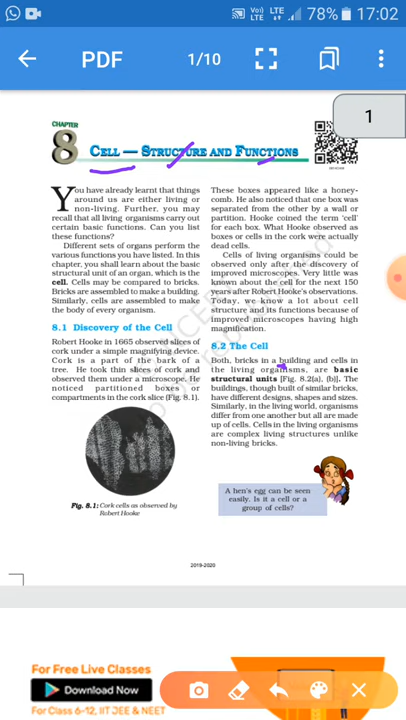 Voi) LTE
LTE
78%
17:02
PDF
1/10
1
CHAPTER
8
CELL — STRUCTURE AND FUNCTIONS
You have already learnt that things
around us are either living or
non-living. Further, you may
recall that all living organisms carry out
certain basic functions. Can you list
these functions?
Different sets of organs perform the
various functions you have listed. In this
chapter, you shall learn about the basic
structural unit of an organ, which is the
cell. Cells may be compared to bricks.
Bricks are assembled to make a building.
Similarly, cells are assembled to make
the body of every organism.
8.1 Discovery of the Cell
Robert Hooke in 1665 observed slices of
cork under a simple magnifying device.
Cork is a part of the bark of a
tree. He took thin slices of cork and
observed them under a microscope. He
noticed partitioned boxes or
compartments in the cork slice (Fig. 8.1).
Fig. 8.1: Cork cells as observed by
Robert Hooke
These boxes appeared like a honey-
comb. He also noticed that one box was
separated from the other by a wall or
partition. Hooke coined the term 'cell'
for each box. What Hooke observed as
boxes or cells in the cork were actually
dead cells.
Cells of living organisms could be
observed only after the discovery of
improved microscopes. Very little was
known about the cell for the next 150
years after Robert Hooke's observations.
Today, we know a lot about cell
structure and its functions because of
improved microscopes having high
magnification.
8.2 The Cell
Both, bricks in a building and cells in
the living organisms, are basic
structural units [Fig. 8.2(a), (b)]. The
buildings, though built of similar bricks,
have different designs, shapes and sizes.
Similarly, in the living world, organisms
differ from one another but all are made
up of cells. Cells in the living organisms
are complex living structures unlike
non-living bricks.
A hen's egg can be seen
easily. Is it a cell or a
group of cells?
2019-2020
For Free Live Classes
Download Now
For Class 6-12, IIT JEE & NEET